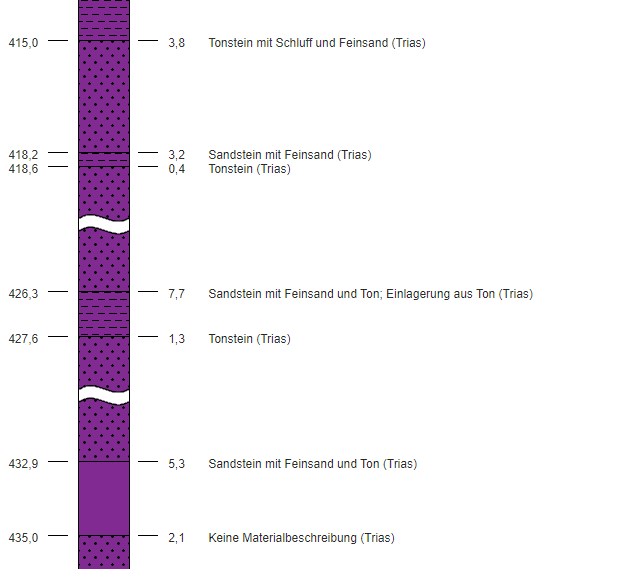 415,0 3,8 Tonstein mit Schluff und Feinsand (Trias)
418,2 3,2 Sandstein mit Feinsand (Trias)
418,6 0,4 Tonstein (Trias)
426,3 7,7 Sandstein mit Feinsand und Ton; Einlagerung aus Ton (Trias)
427,6 1,3 Tonstein (Trias)
432,9 5,3 Sandstein mit Feinsand und Ton (Trias)
435,0 2,1 Keine Materialbeschreibung (Trias)